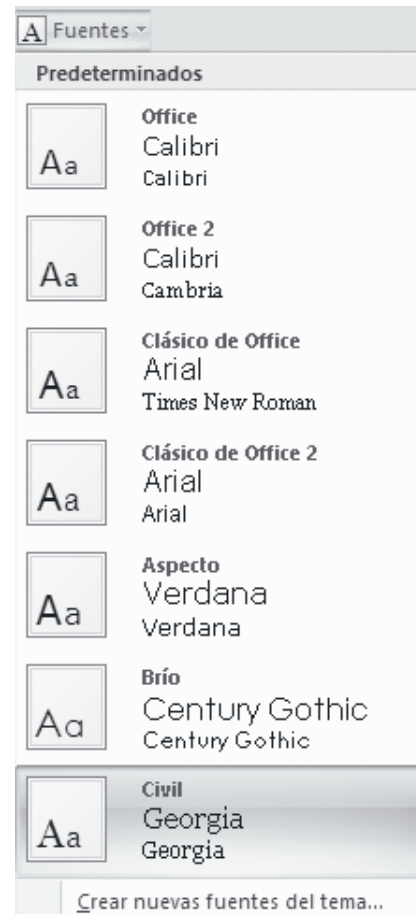 A Fuentes
Predeterminados
Aa
Office
Calibri
Calibri
Aa
Office 2
Calibri
Cambria
Aa
Clásico de Office
Arial
Times New Roman
Aa
Clásico de Office 2
Arial
Arial
Aa
Aspecto
Verdana
Verdana
Aa
Brío
Century Gothic
Century Gothic
Aa
Civil
Georgia
Georgia
Crear nuevas fuentes del tema...